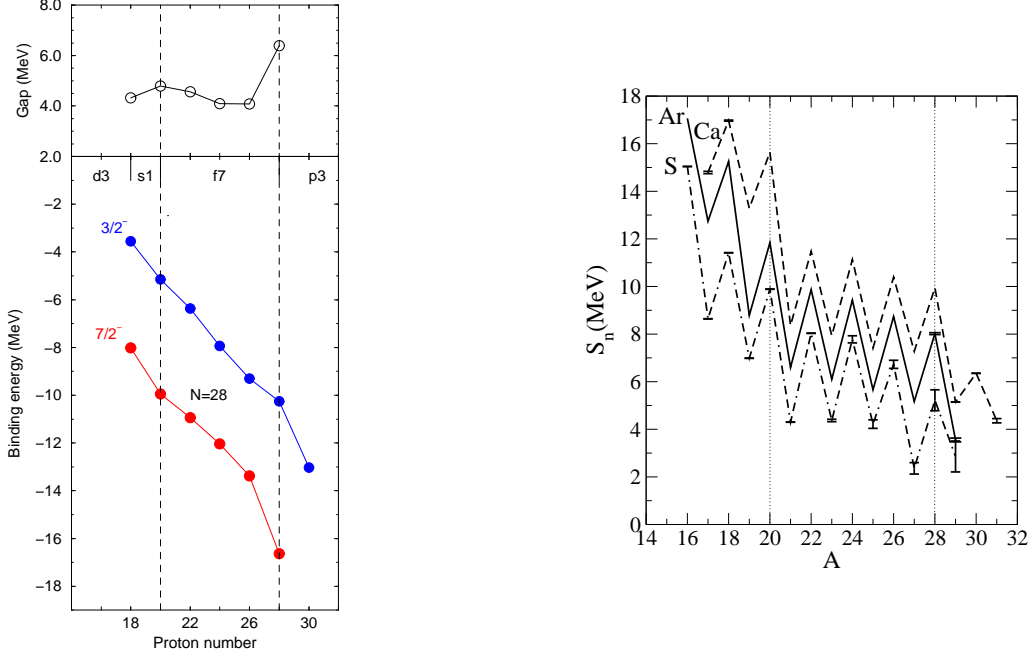 8.0
6.0
4.0
2.0
Gap (MeV)
d3 s1 f7 p3
3/2⁻
7/2⁻
N=28
−2
−4
−6
−8
−10
−12
−14
−16
−18
Binding energy (MeV)
18 20 22 24 26 28 30
Proton number
18
16
14
12
10
8
6
4
2
0
Sₙ(MeV)
Ar
Ca
S
14 16 18 20 22 24 26 28 30 32
A